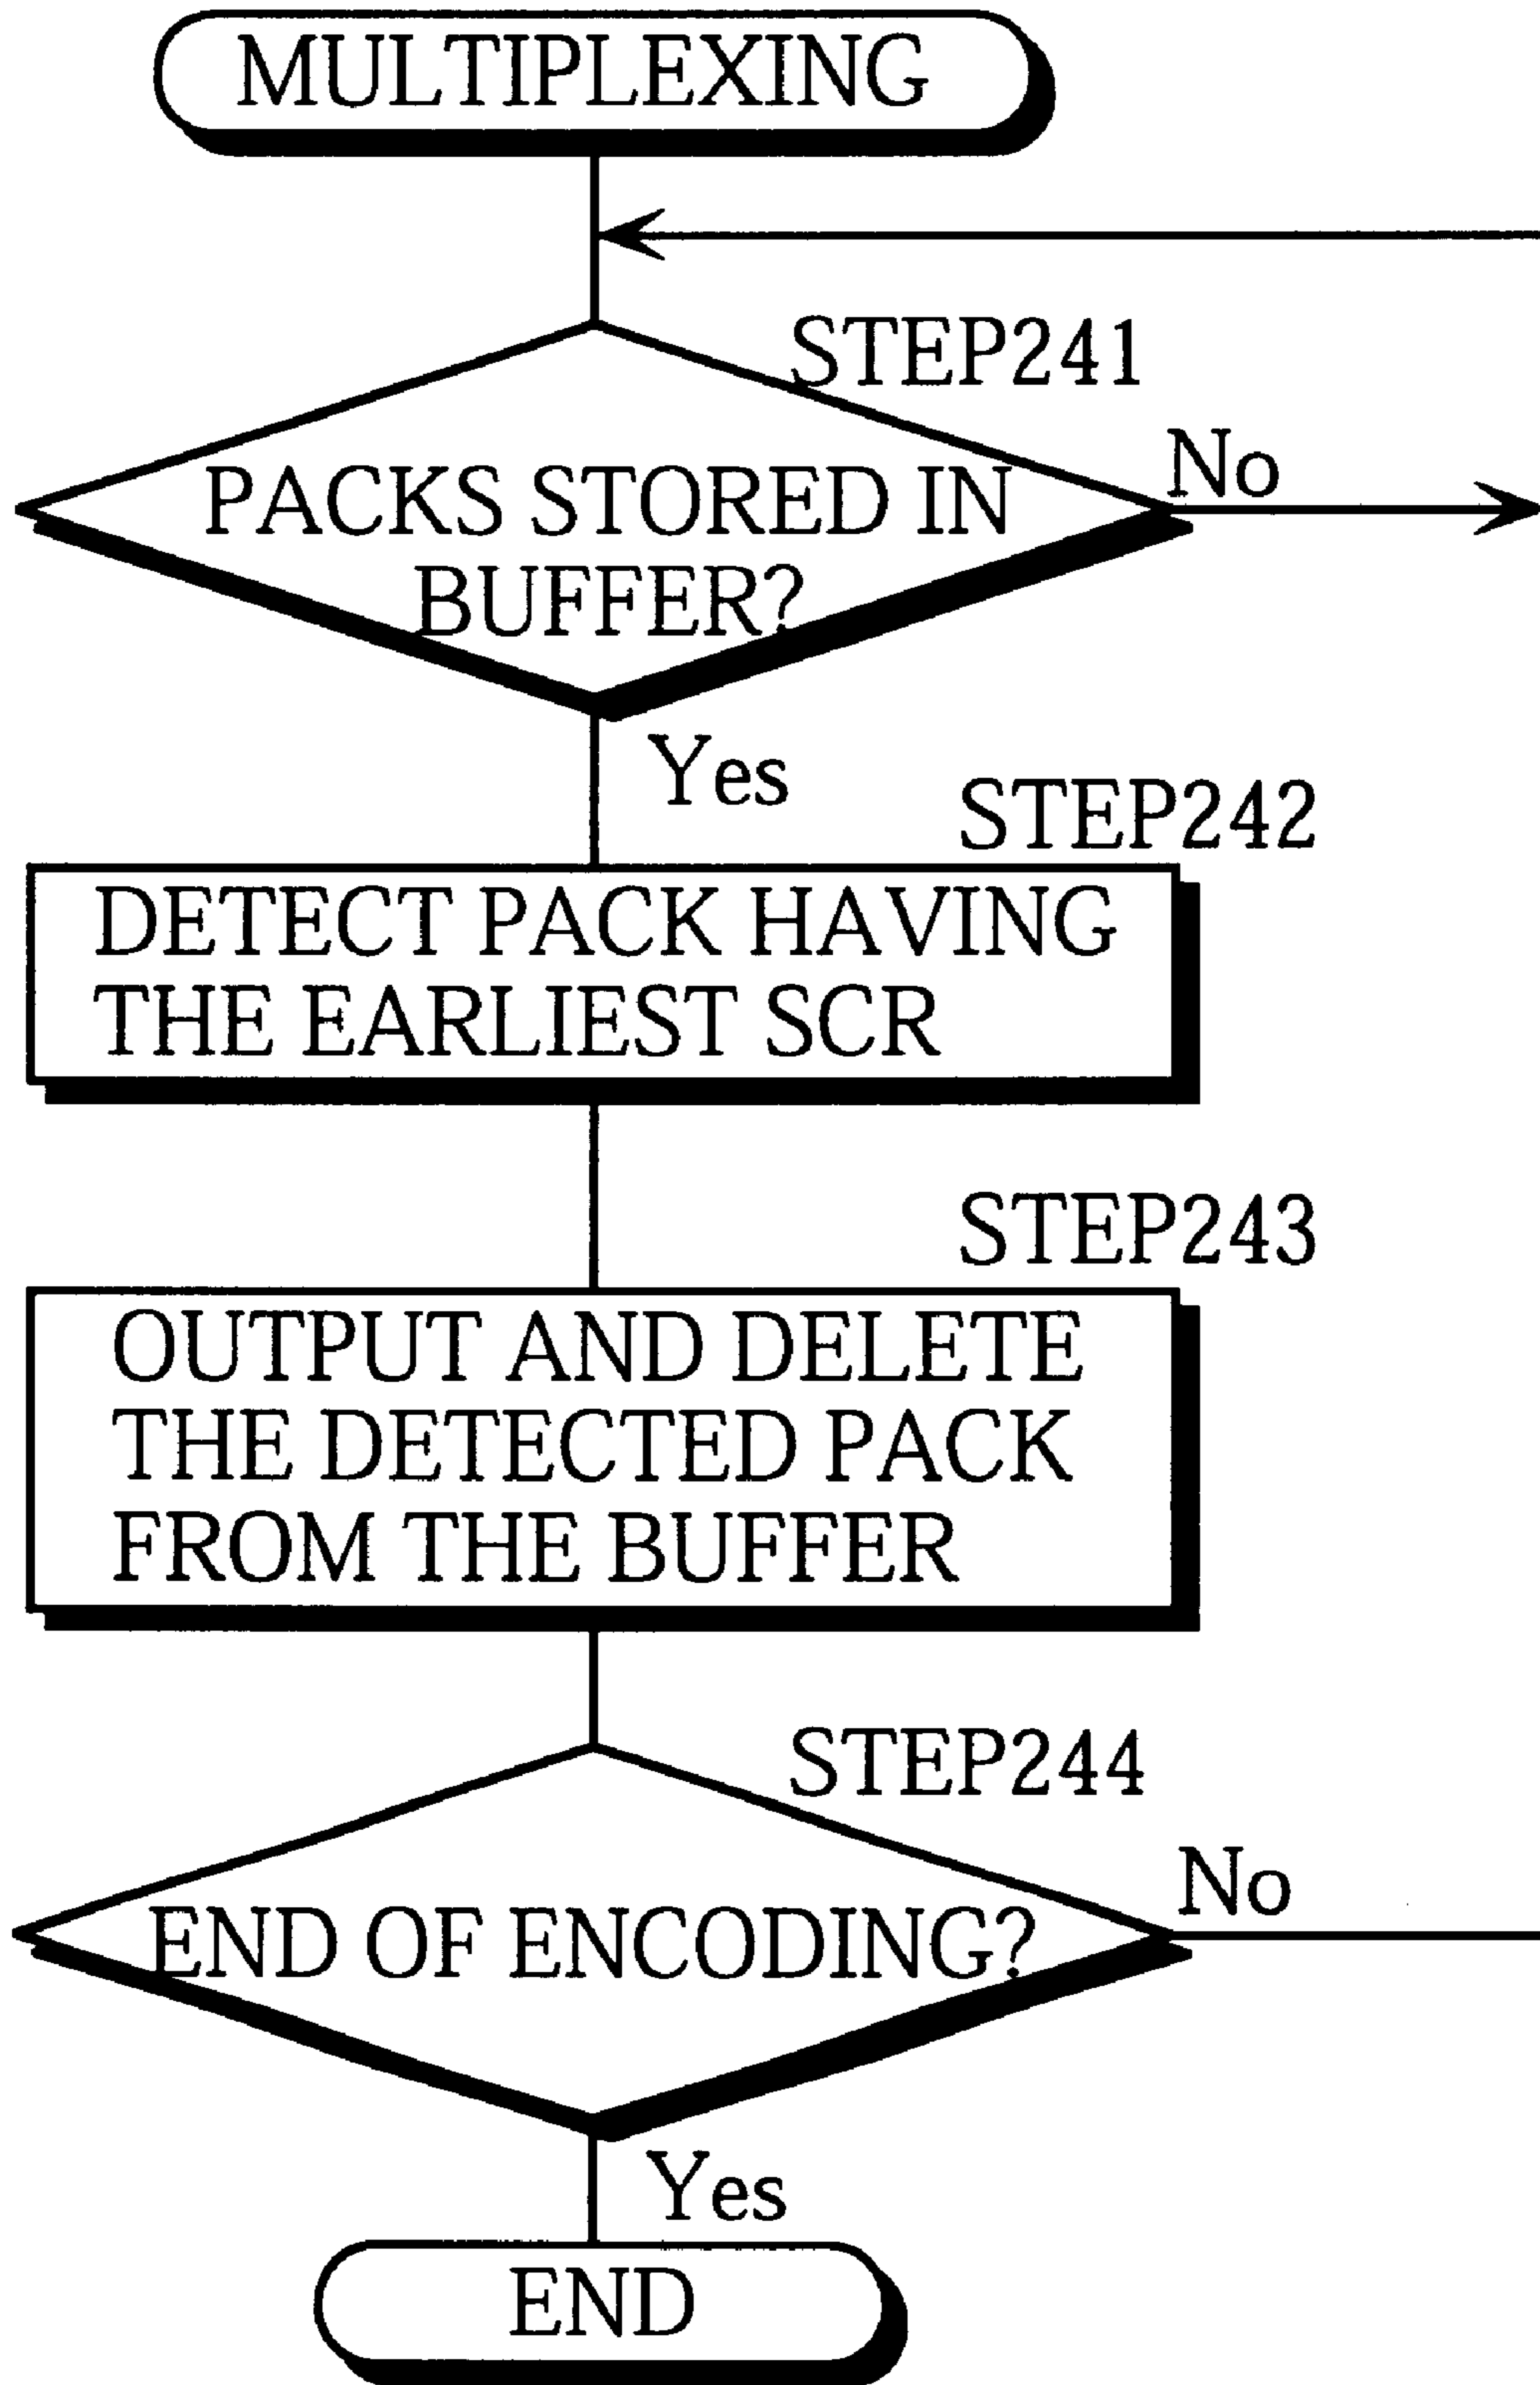 MULTIPLEXING
STEP241
PACKS STORED IN
BUFFER?
No
Yes
STEP242
DETECT PACK HAVING
THE EARLIEST SCR
STEP243
OUTPUT AND DELETE
THE DETECTED PACK
FROM THE BUFFER
STEP244
END OF ENCODING?
No
Yes
END